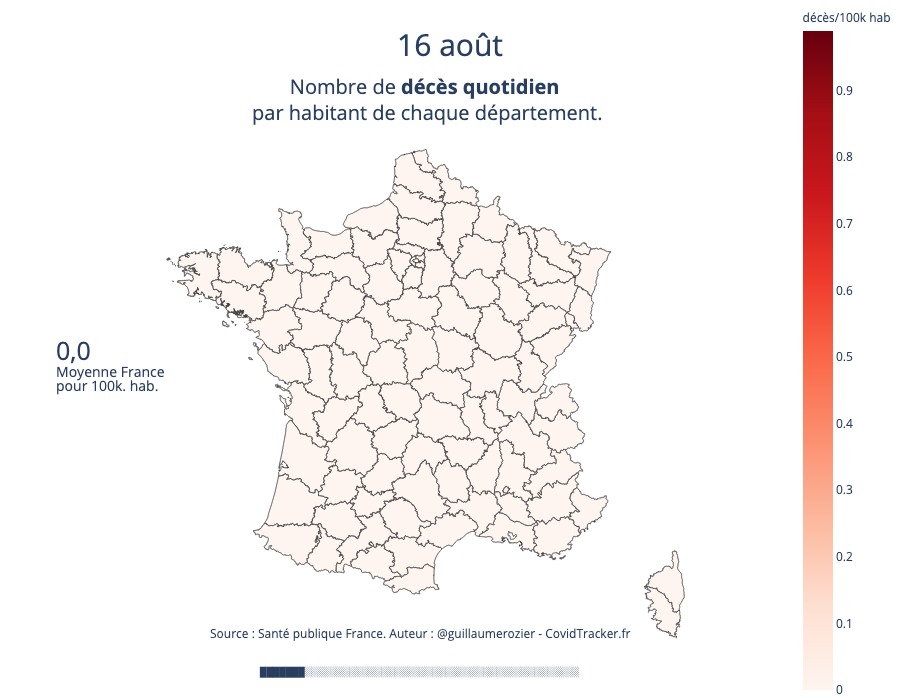 décès/100k hab
16 août
Nombre de décès quotidien
par habitant de chaque département.
0.9
0.8
0.7
0.6
0.5
0.4
0.3
0.2
0.1
0
0,0
Moyenne France
pour 100k. hab.
Source : Santé publique France. Auteur : @guillaumerozier - CovidTracker.fr